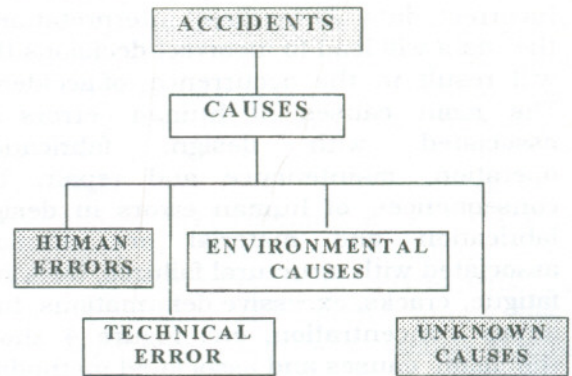 ACCIDENTS
CAUSES
HUMAN
ERRORS
ENVIRONMENTAL
CAUSES
TECHNICAL
ERROR
UNKNOWN
CAUSES